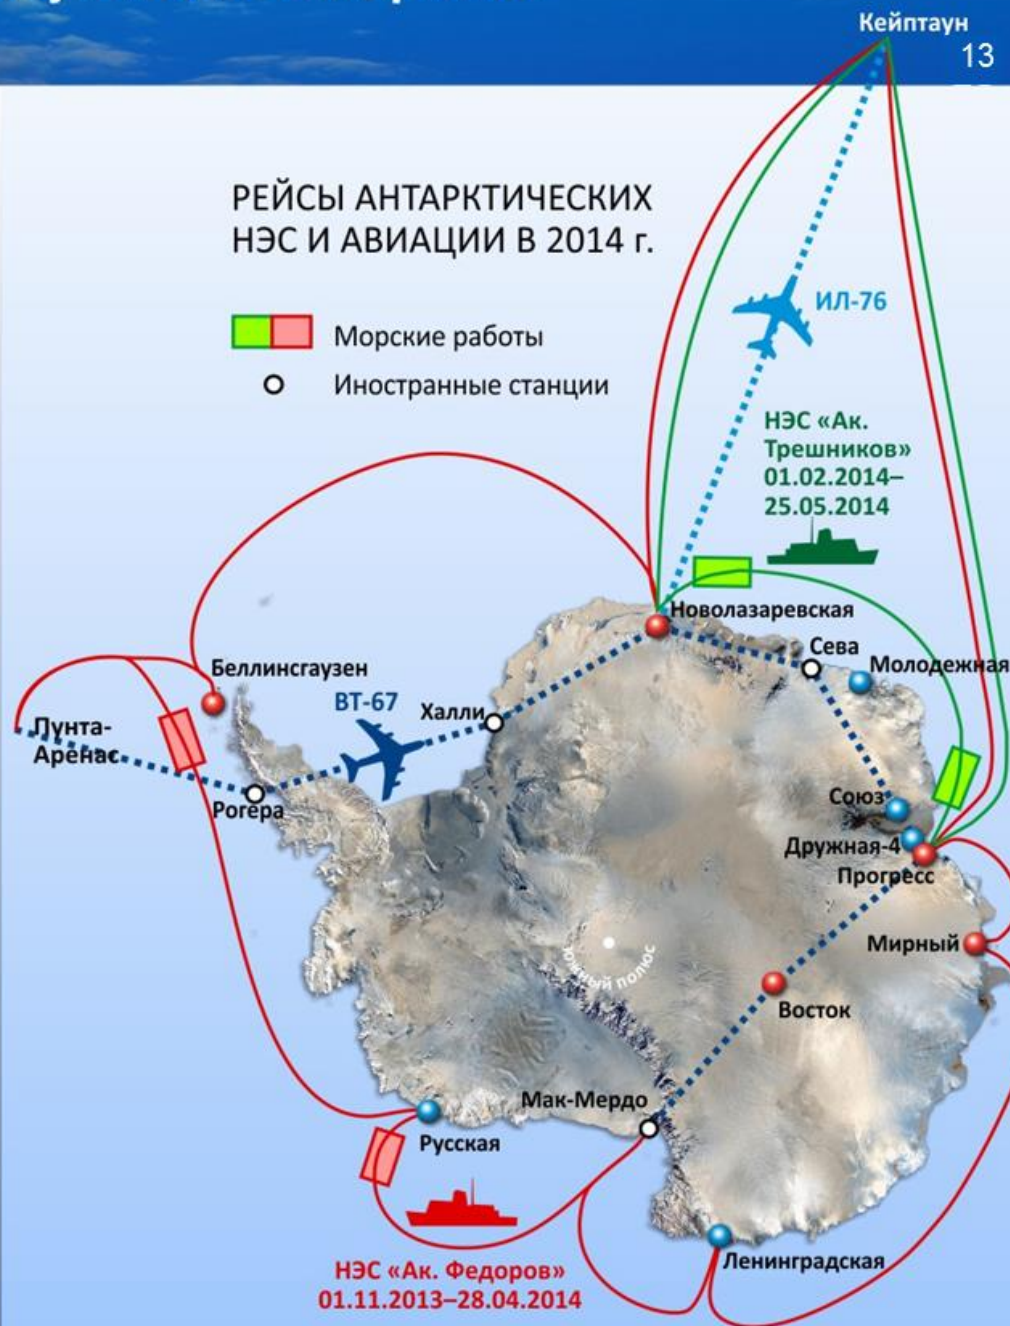 Кейптаун
13
РЕЙСЫ АНТАРКТИЧЕСКИХ
НЭС И АВИАЦИИ В 2014 г.
ИЛ-76
Морские работы
Иностранные станции
НЭС «Ак.
Трешников»
01.02.2014–
25.05.2014
Новолазаревская
Сева
Молодежная
Беллинсгаузен
ВТ-67
Халли
Пунта-
Аренас
Рогера
Союз
Дружная-4
Прогресс
Мирный
южный полюс
Восток
Мак-Мердо
Русская
Ленинградская
НЭС «Ак. Федоров»
01.11.2013–28.04.2014